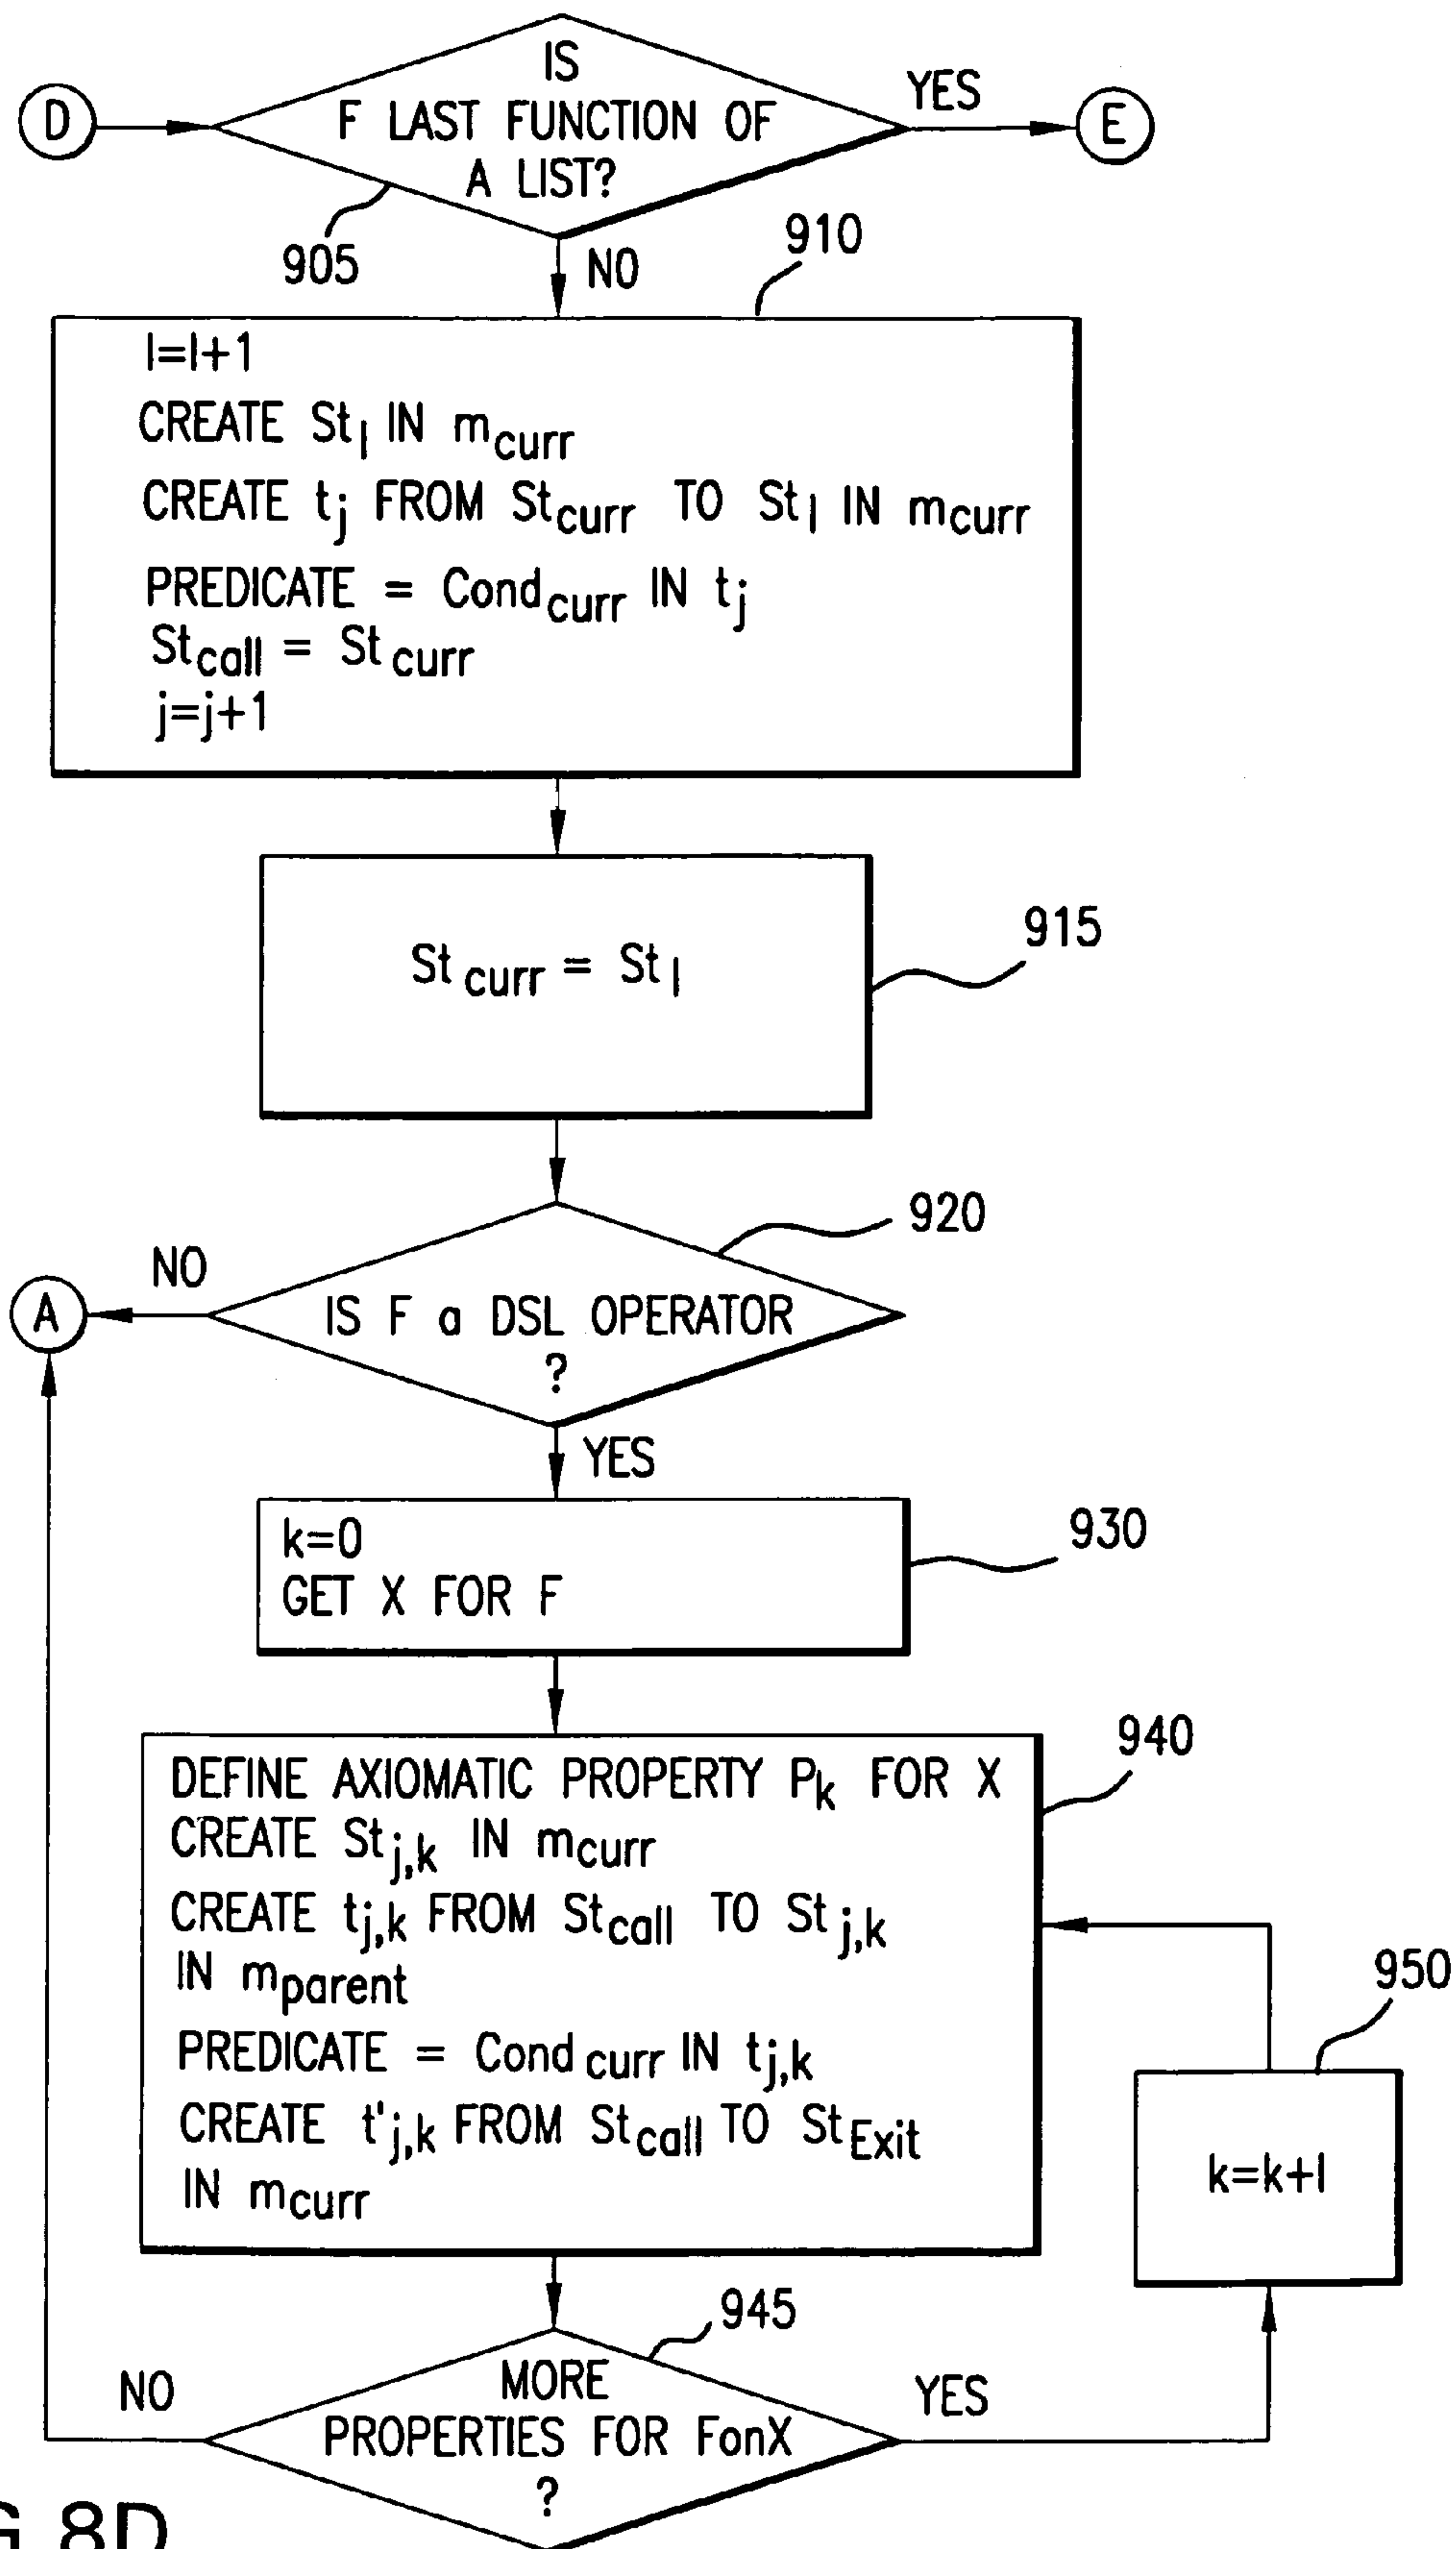 IS
D
F LAST FUNCTION OF
A LIST?
YES
E
905
NO
910
l=l+1
CREATE St_l IN m_curr
CREATE t_j FROM St_curr TO St_l IN m_curr
PREDICATE = Cond_curr IN t_j
St_call = St_curr
j=j+1
St_curr = St_l
915
920
NO
A
IS F a DSL OPERATOR
?
YES
k=0
GET X FOR F
930
940
DEFINE AXIOMATIC PROPERTY P_k FOR X
CREATE St_j,k IN m_curr
CREATE t_j,k FROM St_call TO St_j,k
IN m_parent
PREDICATE = Cond_curr IN t_j,k
CREATE t'_j,k FROM St_call TO St_Exit
IN m_curr
950
k=k+l
945
NO
MORE
PROPERTIES FOR FonX
?
YES
G 8D